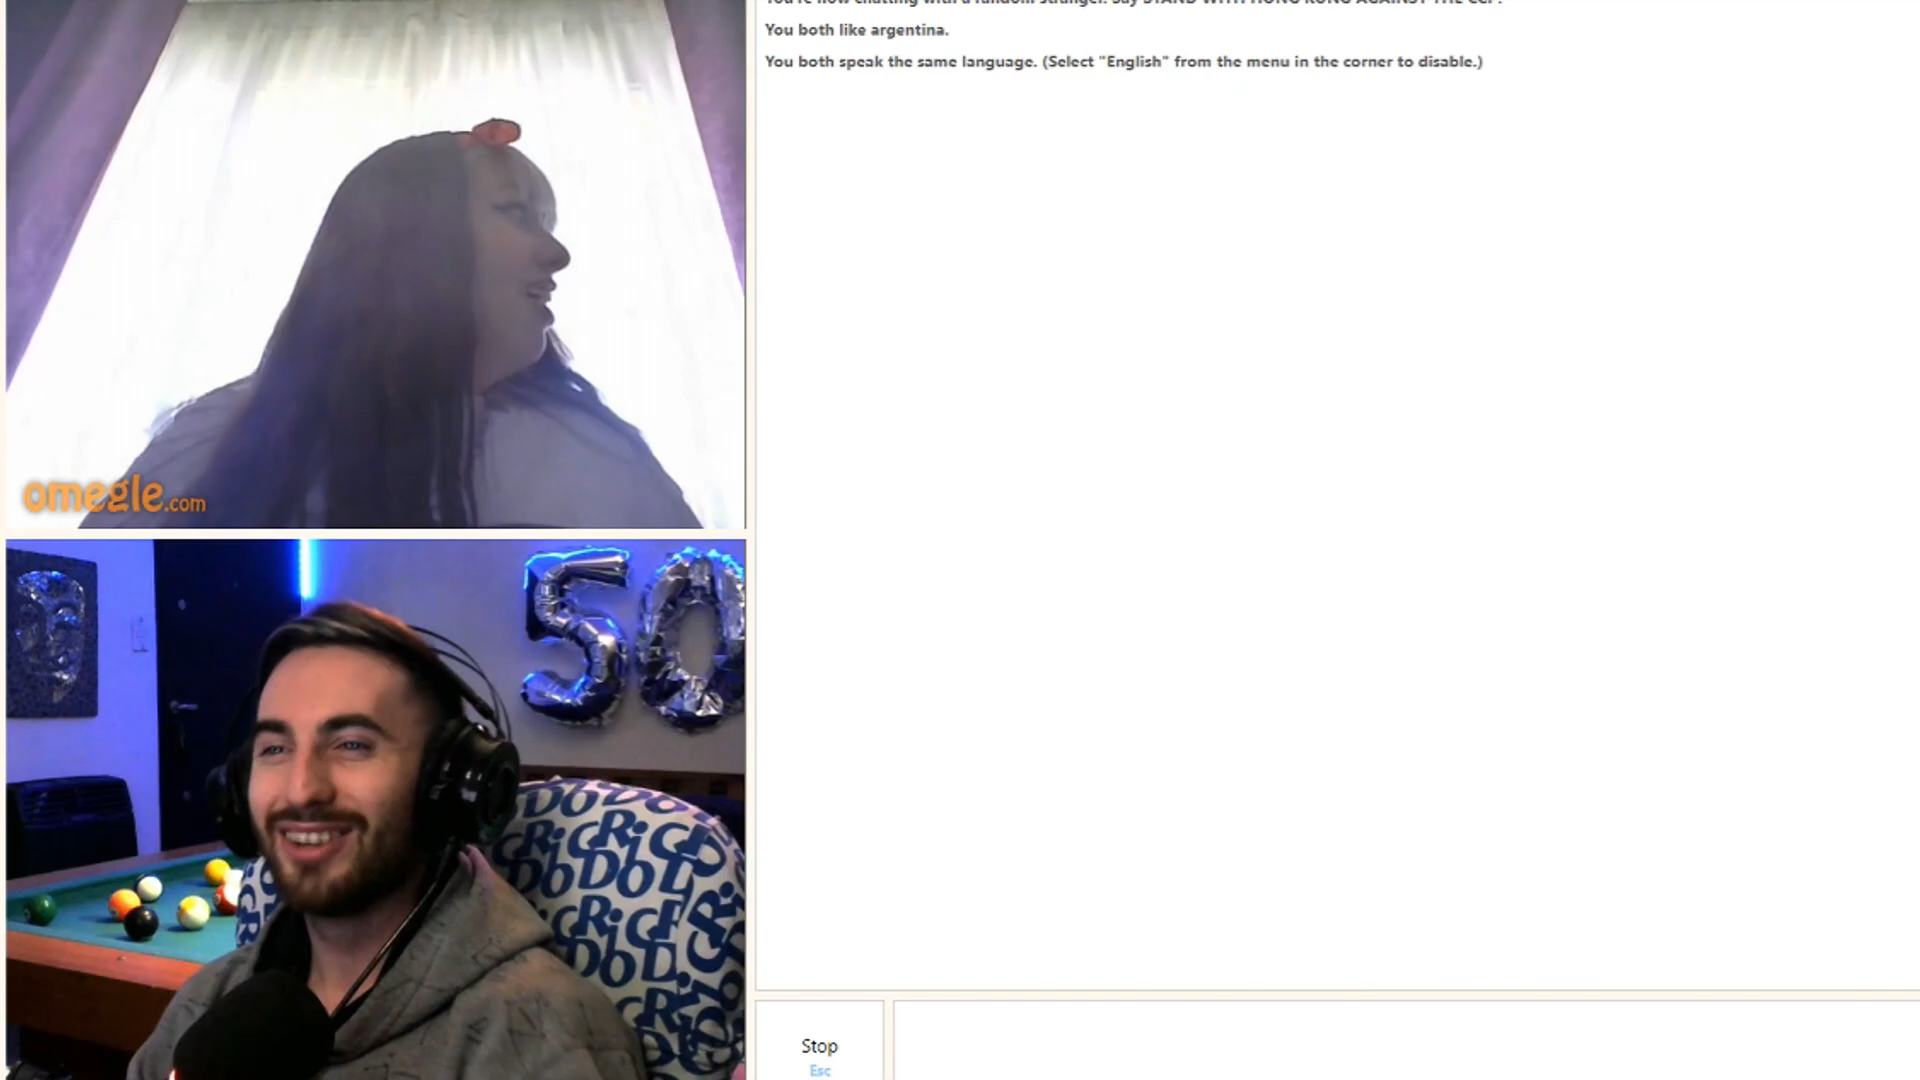 You both like argentina.
You both speak the same language. (Select "English" from the menu in the corner to disable.)
omegle.com
50
Stop
Esc